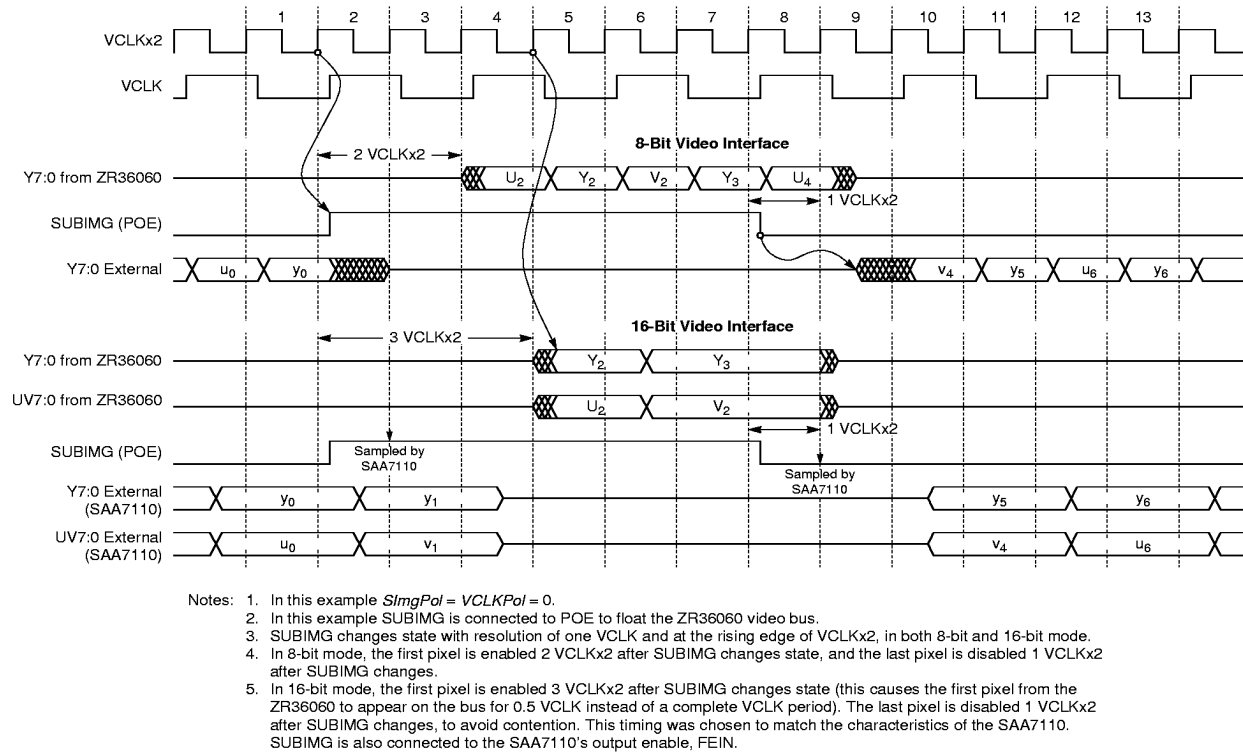 1 2 3 4 5 6 7 8 9 10 11 12 13
VCLKx2
VCLK
8-Bit Video Interface
2 VCLKx2
Y7:0 from ZR36060
U2 Y2 V2 Y3 U4
1 VCLKx2
SUBIMG (POE)
Y7:0 External
u0 y0 v4 y5 u6 y6
16-Bit Video Interface
3 VCLKx2
Y7:0 from ZR36060
Y2 Y3
UV7:0 from ZR36060
U2 V2
1 VCLKx2
SUBIMG (POE)
Sampled by
SAA7110
Sampled by
SAA7110
Y7:0 External
(SAA7110)
y0 y1 y5 y6
UV7:0 External
(SAA7110)
u0 v1 v4 u6
Notes: 1. In this example SImgPol = VCLKPol = 0.
2. In this example SUBIMG is connected to POE to float the ZR36060 video bus.
3. SUBIMG changes state with resolution of one VCLK and at the rising edge of VCLKx2, in both 8-bit and 16-bit mode.
4. In 8-bit mode, the first pixel is enabled 2 VCLKx2 after SUBIMG changes state, and the last pixel is disabled 1 VCLKx2
after SUBIMG changes.
5. In 16-bit mode, the first pixel is enabled 3 VCLKx2 after SUBIMG changes state (this causes the first pixel from the
ZR36060 to appear on the bus for 0.5 VCLK instead of a complete VCLK period). The last pixel is disabled 1 VCLKx2
after SUBIMG changes, to avoid contention. This timing was chosen to match the characteristics of the SAA7110.
SUBIMG is also connected to the SAA7110's output enable, FEIN.